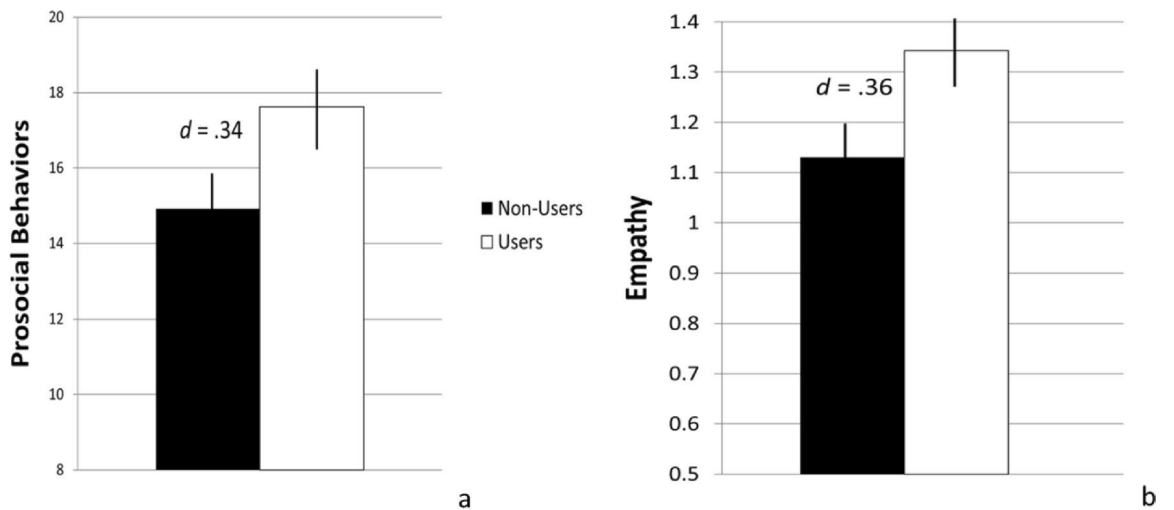 Prosocial Behaviors
20
18
16
14
12
10
8
d = .34
a
Non-Users
Users
Empathy
1.4
1.3
1.2
1.1
1
0.9
0.8
0.7
0.6
0.5
d = .36
b